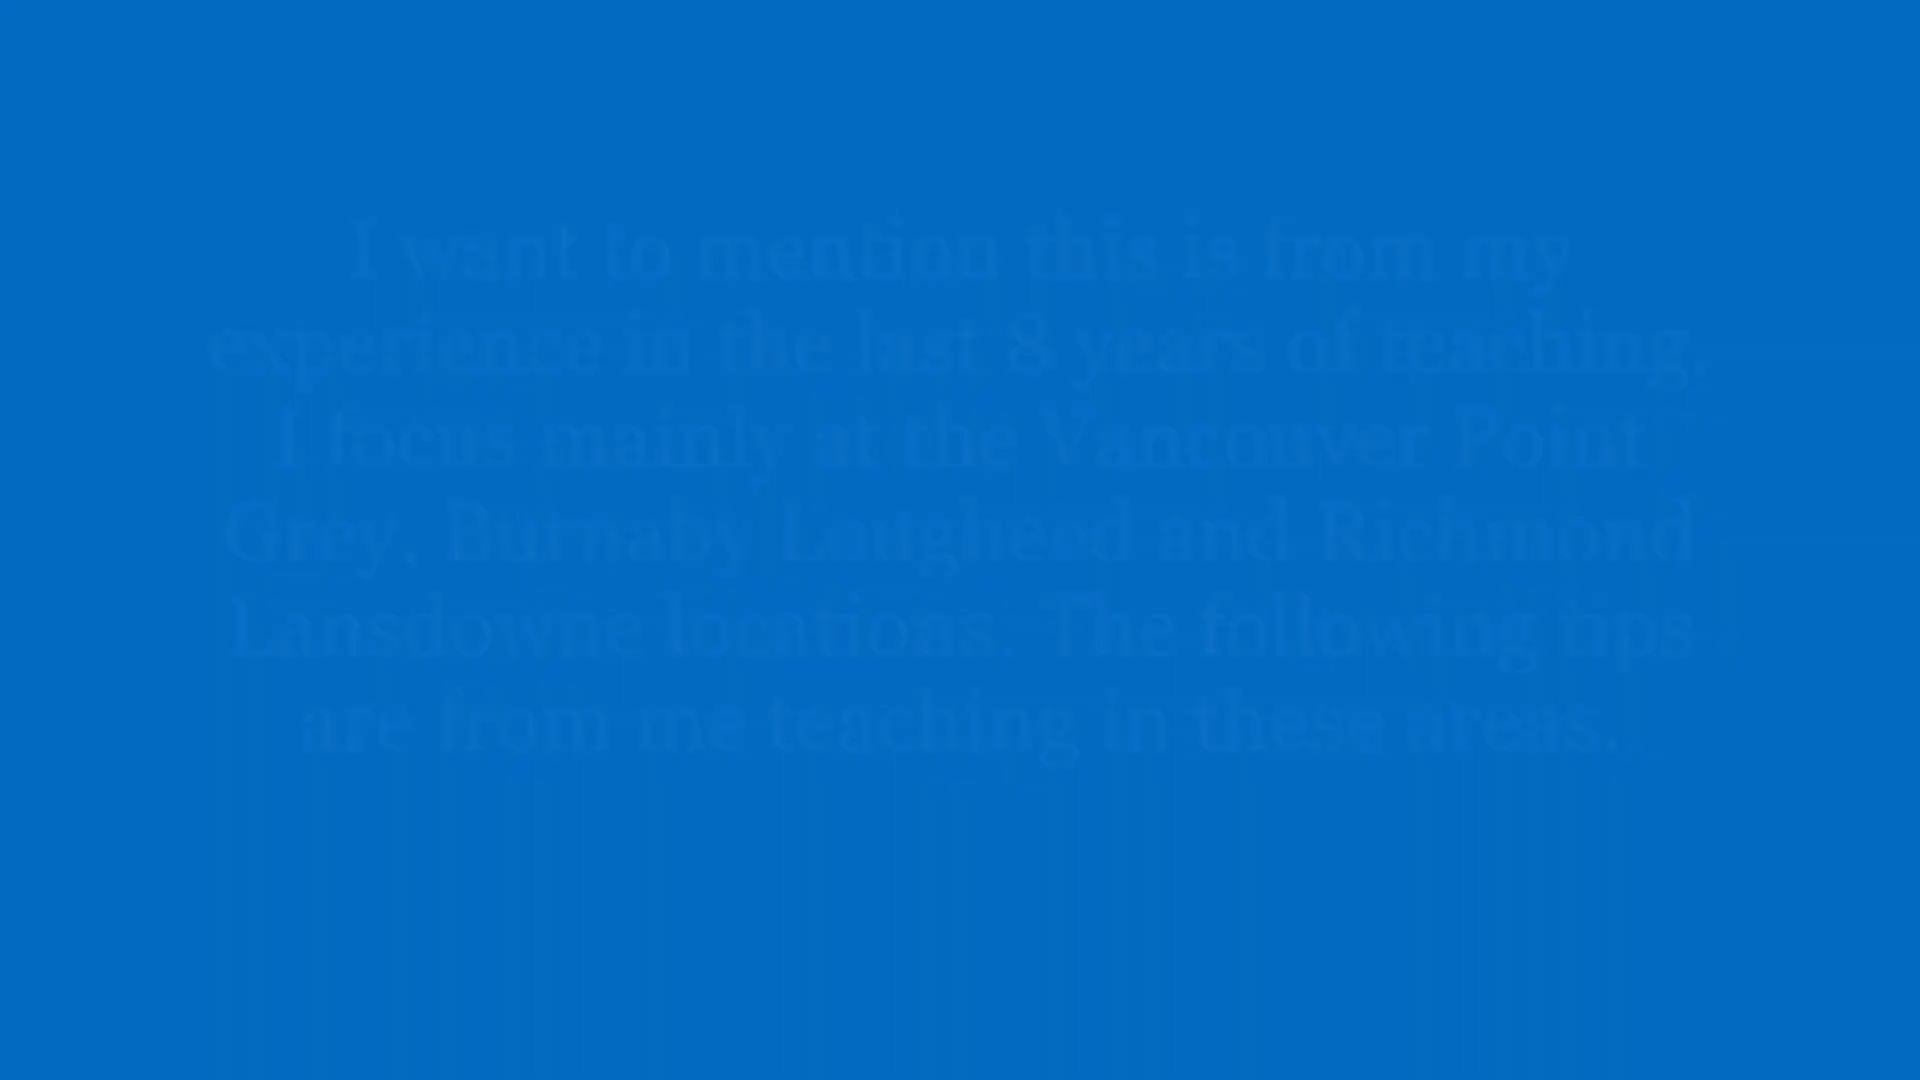 I want to mention this is from my
experience in the last 8 years of teaching.
I focus mainly at the Vancouver Point
Grey, Burnaby Lougheed and Richmond
Lansdowne locations. The following tips
are from me teaching in these areas.